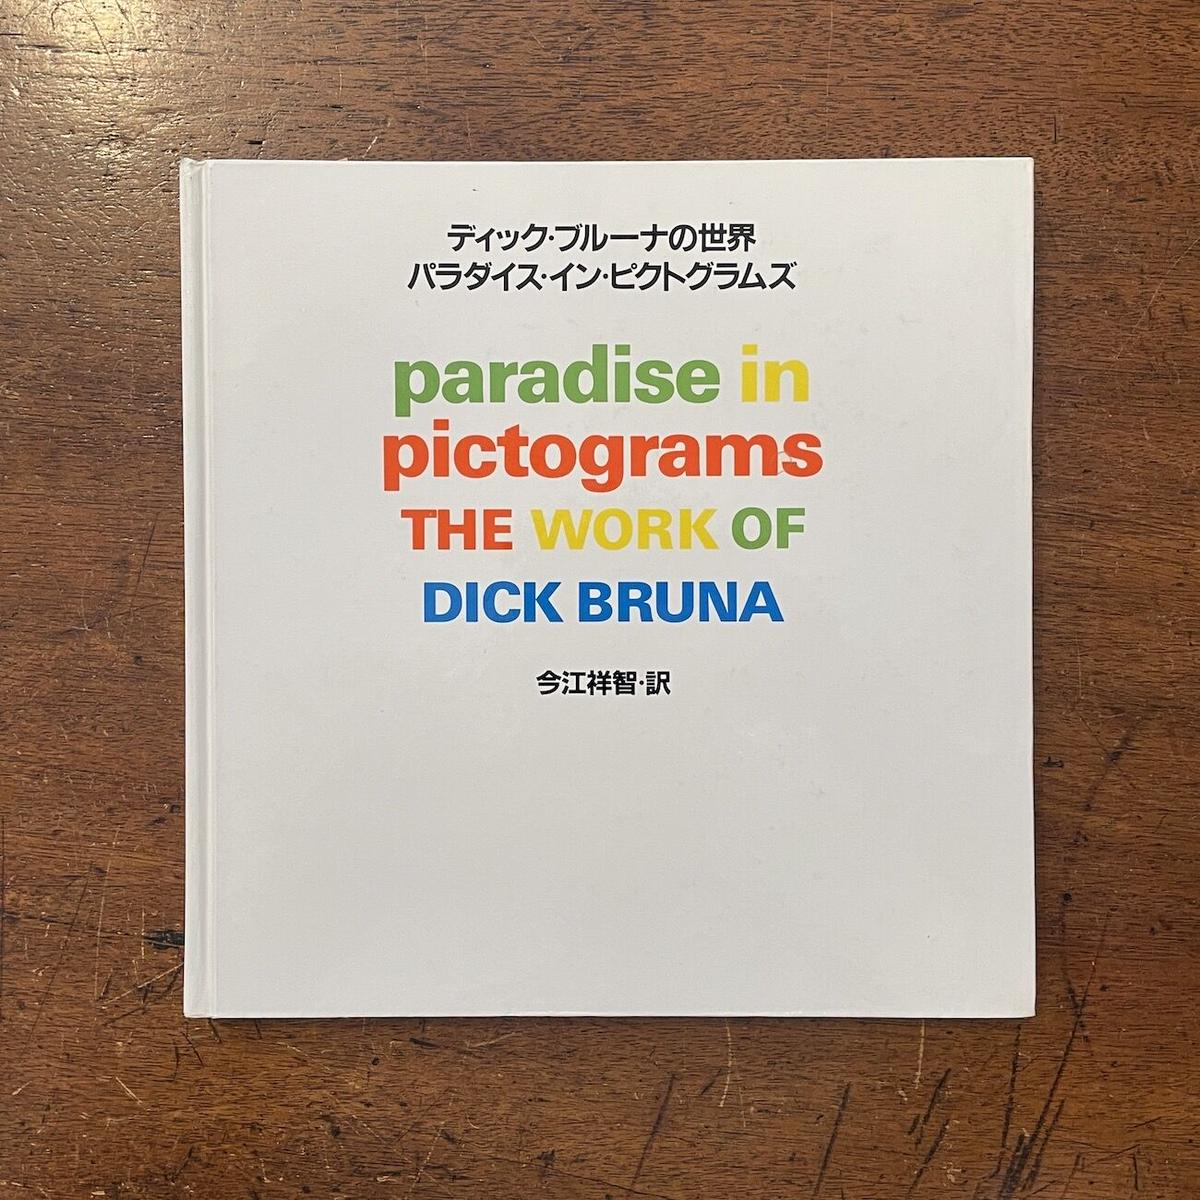 ディック・ブルーナの世界
パラダイス・イン・ピクトグラムズ
paradise in
pictograms
THE WORK OF
DICK BRUNA
今江祥智・訳